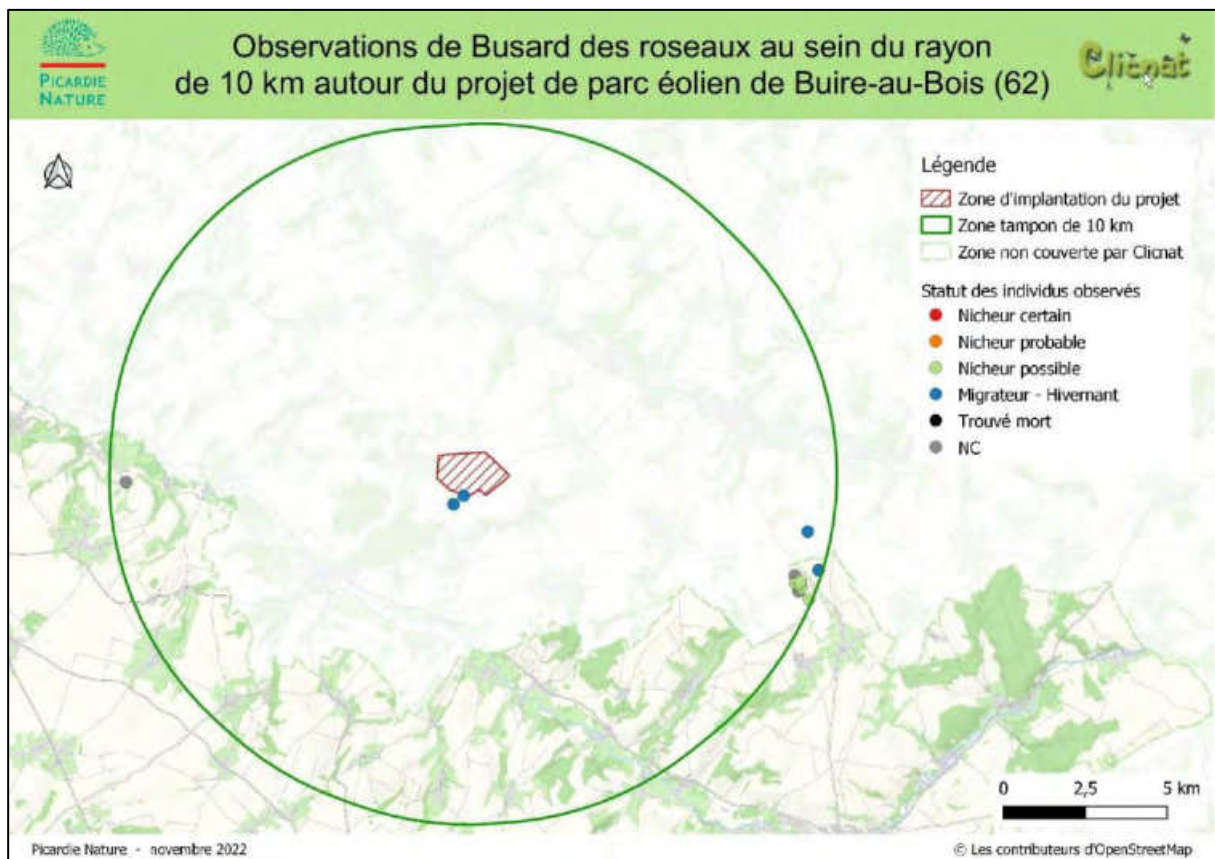 PICARDIE
NATURE
Observations de Busard des roseaux au sein du rayon
de 10 km autour du projet de parc éolien de Buire-au-Bois (62)
Clicnat
Légende
Zone d'implantation du projet
Zone tampon de 10 km
Zone non couverte par Clicnat
Statut des individus observés
Nicheur certain
Nicheur probable
Nicheur possible
Migrateur - Hivernant
Trouvé mort
NC
0 2,5 5 km
Picardie Nature - novembre 2022
© Les contributeurs d'OpenStreetMap